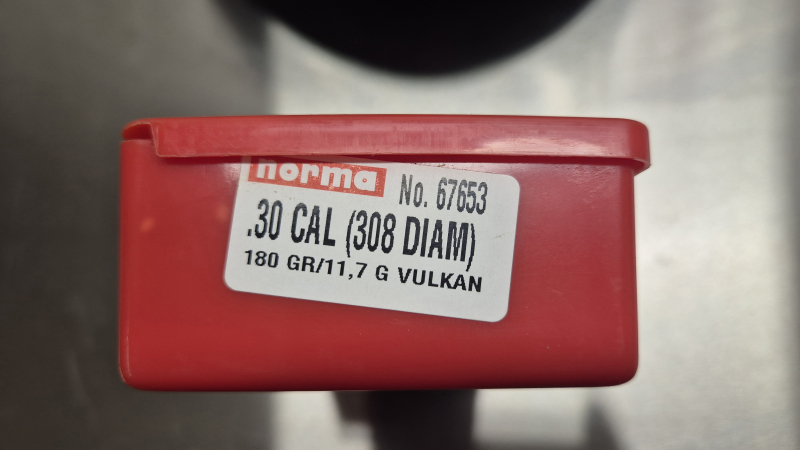 norma No. 67653
.30 CAL (308 DIAM)
180 GR/11,7 G VULKAN